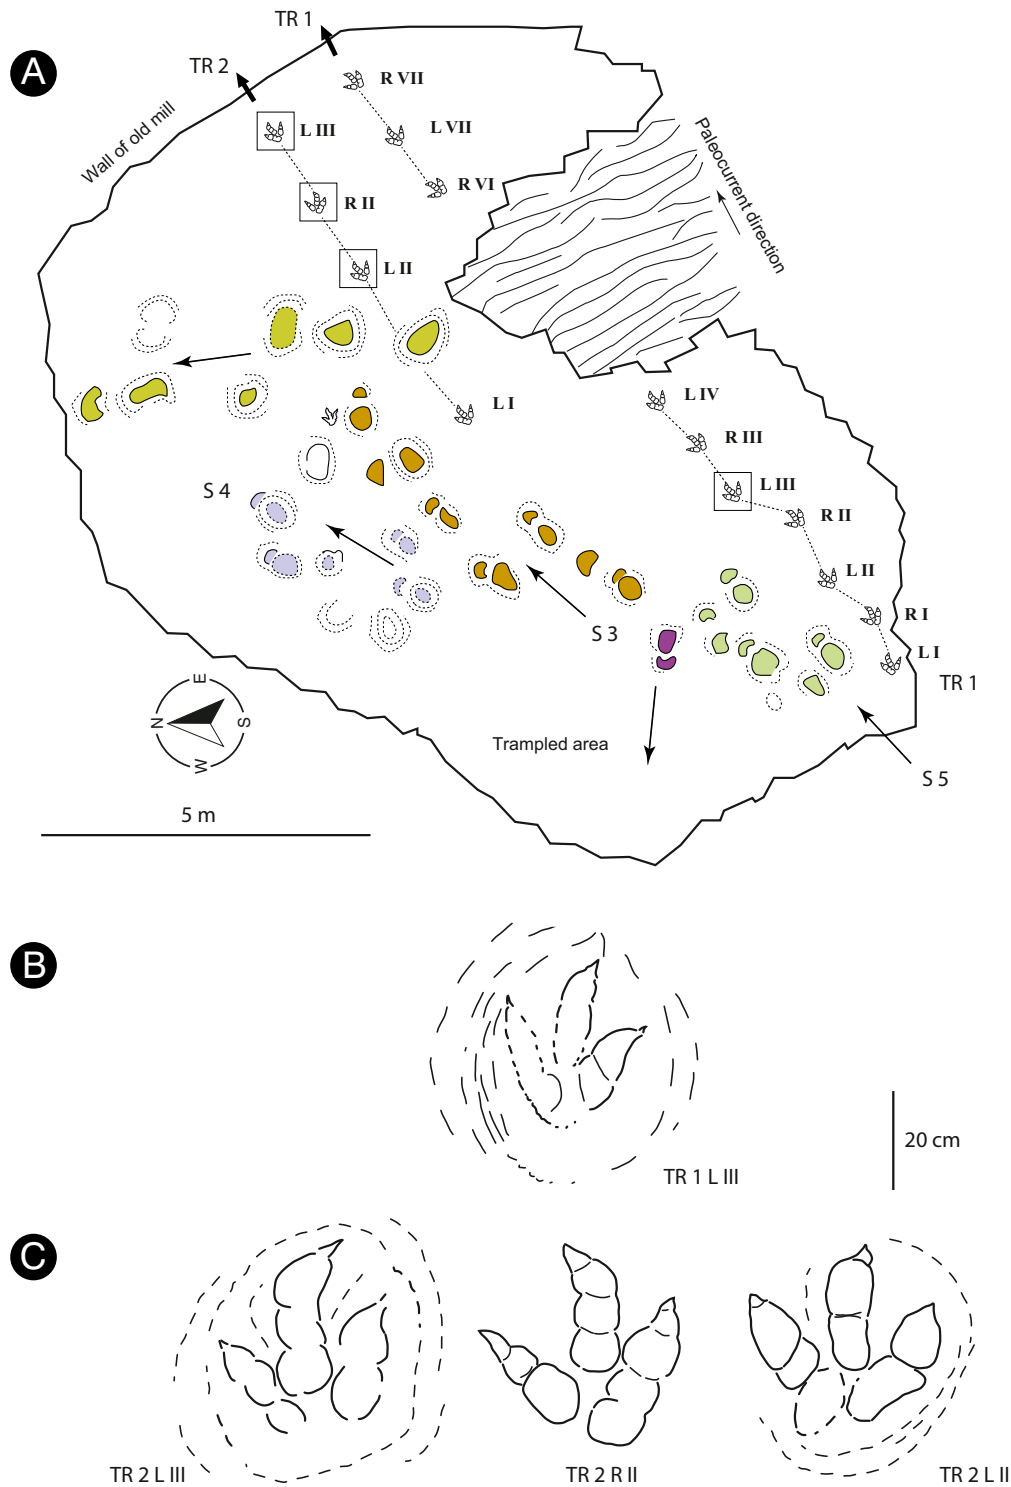 A
TR 1
TR 2
Wall of old mill
R VII
L III
L VII
R VI
R II
L II
Paleocurrent direction
L I
L IV
R III
L III
R II
S 4
L II
R I
L I
S 3
TR 1
E
N
S
W
Trampled area
S 5
5 m
B
20 cm
TR 1 L III
C
TR 2 L III
TR 2 R II
TR 2 L II